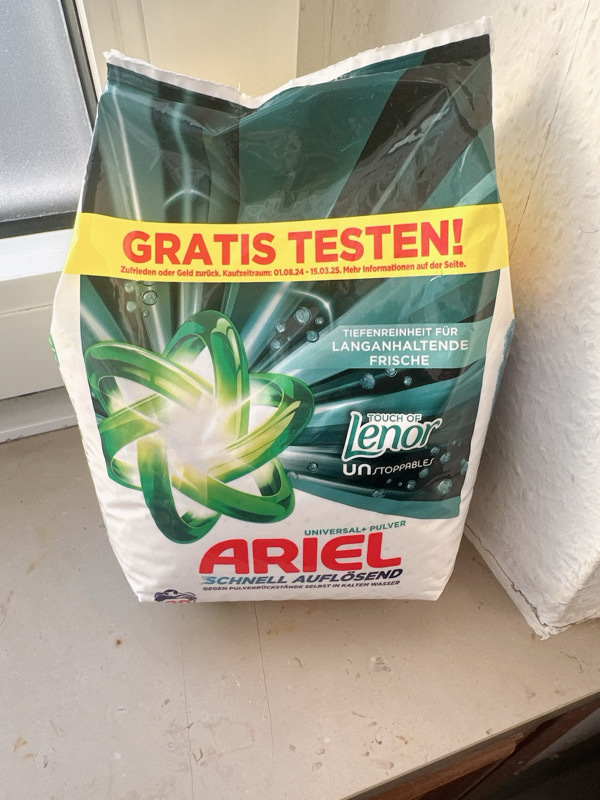 GRATIS TESTEN!
Zufrieden oder Geld zurück. Kaufzeitraum: 01.08.24 - 15.03.25. Mehr Informationen auf der Seite.
TIEFENREINHEIT FÜR
LANGANHALTENDE
FRISCHE
TOUCH OF
Lenor
UNSTOPPABLES
UNIVERSAL+ PULVER
ARIEL
SCHNELL AUFLÖSEND
GEGEN PULVERRÜCKSTÄNDE SELBST IN KALTEM WASSER